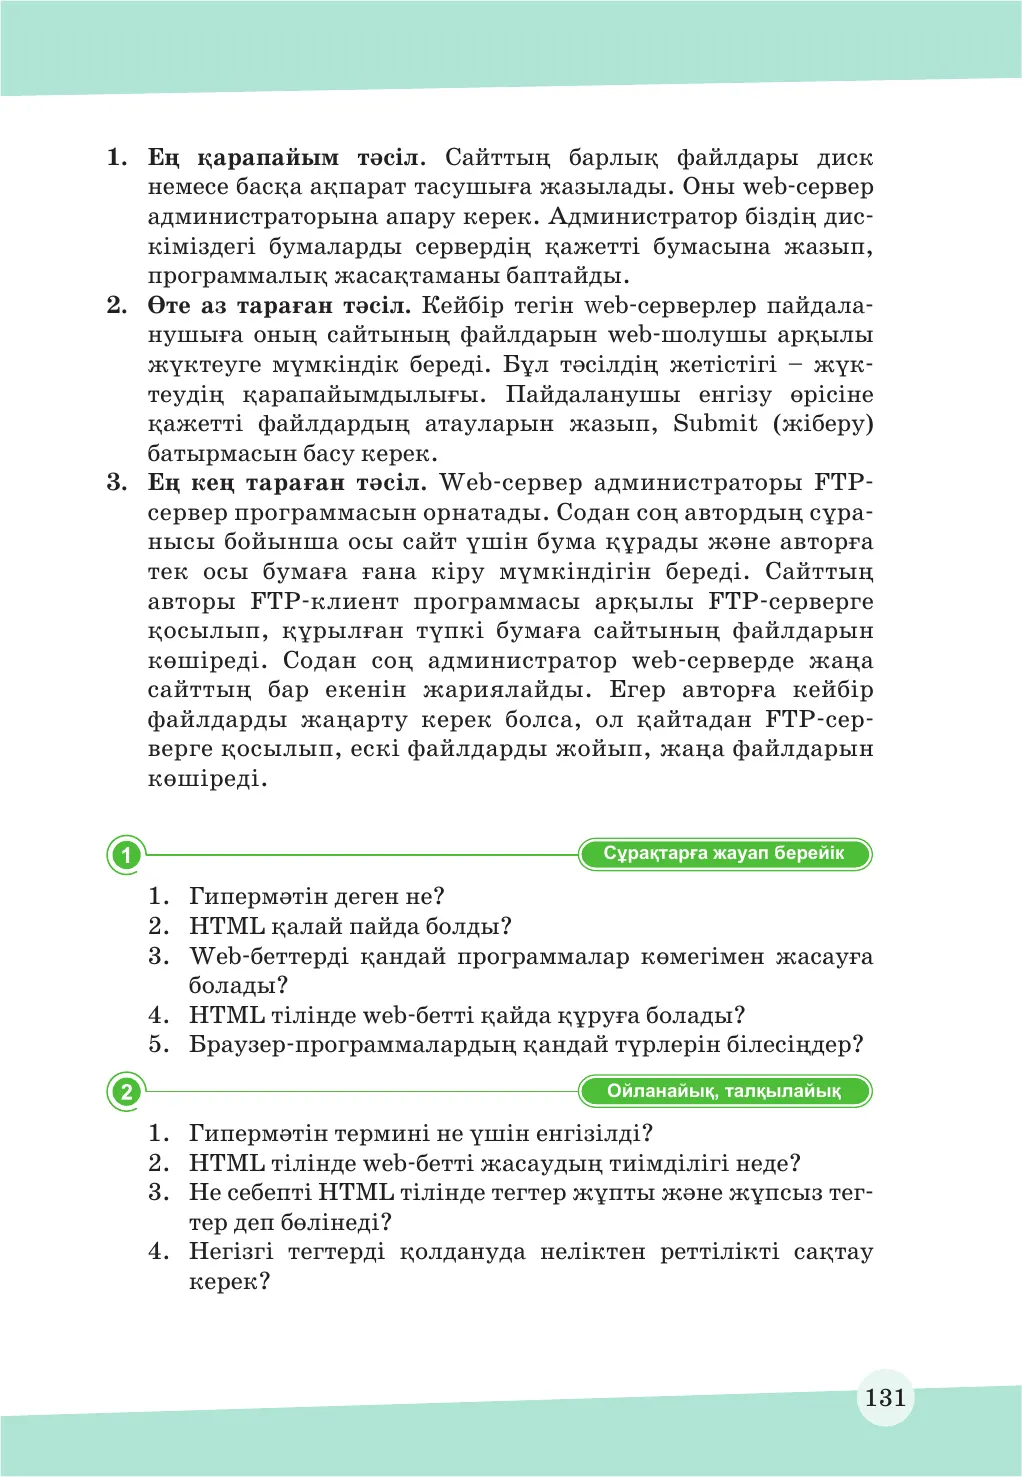 1. Ең қарапайым тәсіл. Сайттың барлық файлдары диск
немесе басқа ақпарат тасушыға жазылады. Оны web-сервер
администраторына апару керек. Администратор біздің дис-
кіміздегі бумаларды сервердің қажетті бумасына жазып,
программалық жасақтаманы баптайды.
2. Өте аз тараған тәсіл. Кейбір тегін web-серверлер пайдала-
нушыға оның сайтының файлдарын web-шолушы арқылы
жүктеуге мүмкіндік береді. Бұл тәсілдің жетістігі – жүк-
теудің қарапайымдылығы. Пайдаланушы енгізу өрісіне
қажетті файлдардың атауларын жазып, Submit (жіберу)
батырмасын басу керек.
3. Ең кең тараған тәсіл. Web-сервер администраторы FTP-
сервер программасын орнатады. Содан соң автордың сұра-
нысы бойынша осы сайт үшін бума құрады және авторға
тек осы бумаға ғана кіру мүмкіндігін береді. Сайттың
авторы FTP-клиент программасы арқылы FTP-серверге
қосылып, құрылған түпкі бумаға сайтының файлдарын
көшіреді. Содан соң администратор web-серверде жаңа
сайттың бар екенін жариялайды. Егер авторға кейбір
файлдарды жаңарту керек болса, ол қайтадан FTP-сер-
верге қосылып, ескі файлдарды жойып, жаңа файлдарын
көшіреді.
1 Сұрақтарға жауап берейік
1. Гипермәтін деген не?
2. HTML қалай пайда болды?
3. Web-беттерді қандай программалар көмегімен жасауға
болады?
4. HTML тілінде web-бетті қайда құруға болады?
5. Браузер-программалардың қандай түрлерін білесіңдер?
2 Ойланайық, талқылайық
1. Гипермәтін термині не үшін енгізілді?
2. HTML тілінде web-бетті жасаудың тиімділігі неде?
3. Не себепті HTML тілінде тегтер жұпты және жұпсыз тег-
тер деп бөлінеді?
4. Негізгі тегтерді қолдануда неліктен реттілікті сақтау
керек?
131